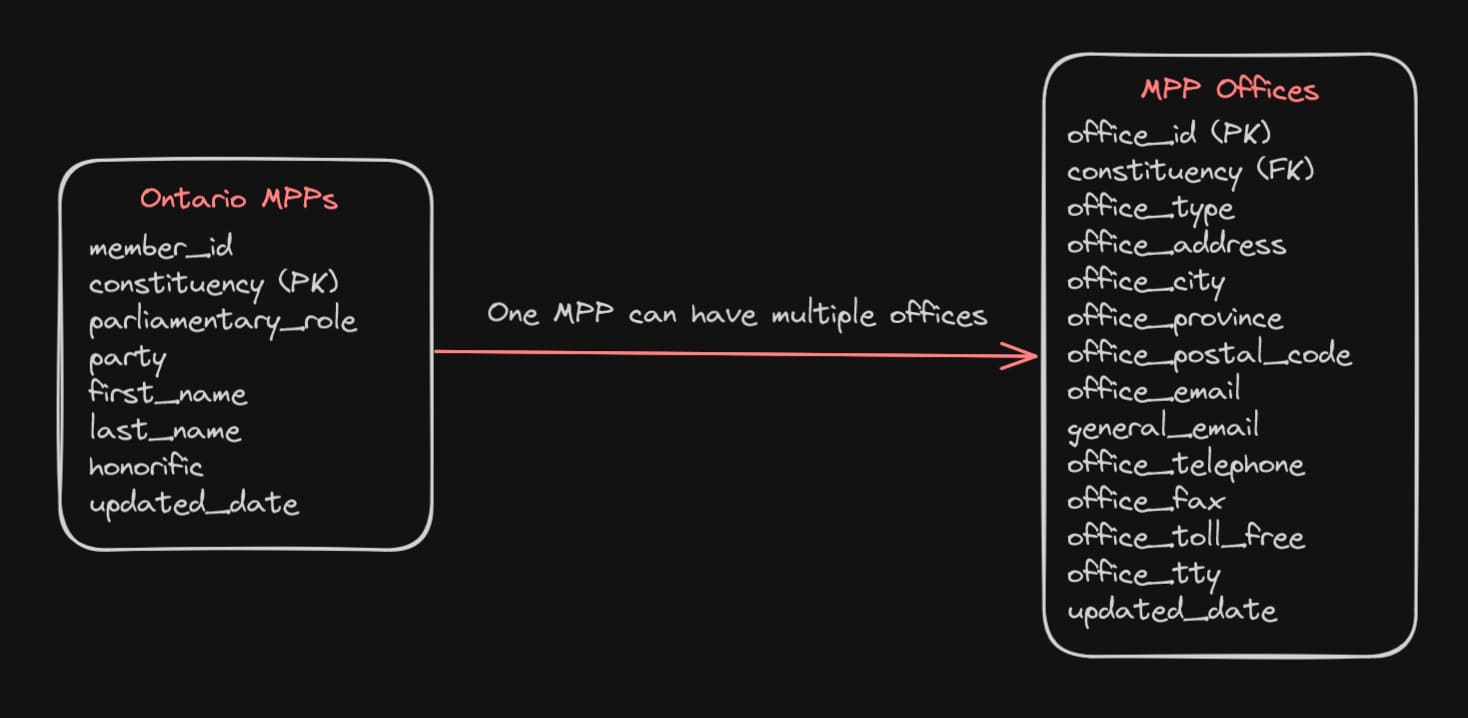 Ontario MPPs
member_id
constituency (PK)
parliamentary_role
party
first_name
last_name
honorific
updated_date
One MPP can have multiple offices
MPP Offices
office_id (PK)
constituency (FK)
office_type
office_address
office_city
office_province
office_postal_code
office_email
general_email
office_telephone
office_fax
office_toll_free
office_tty
updated_date